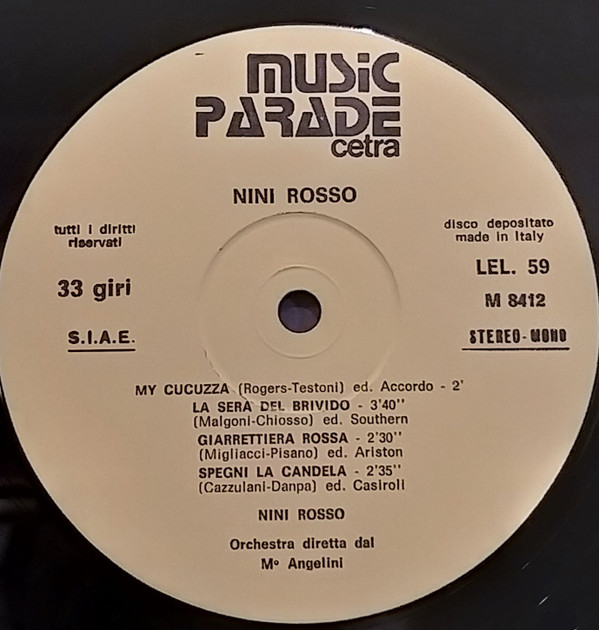 MUSIC
PARADE
cetra
NINI ROSSO
tutti i diritti
riservati
disco depositato
made in Italy
33 giri
LEL. 59
M 8412
S.I.A.E.
STEREO-MONO
MY CUCUZZA (Rogers-Testoni) ed. Accordo - 2'
LA SERA DEL BRIVIDO - 3'40''
(Malgoni-Chiosso) ed. Southern
GIARRETTIERA ROSSA - 2'30''
(Migliacci-Pisano) ed. Ariston
SPEGNI LA CANDELA - 2'35''
(Cazzulani-Danpa) ed. Casiroli
NINI ROSSO
Orchestra diretta dal
Mº Angelini